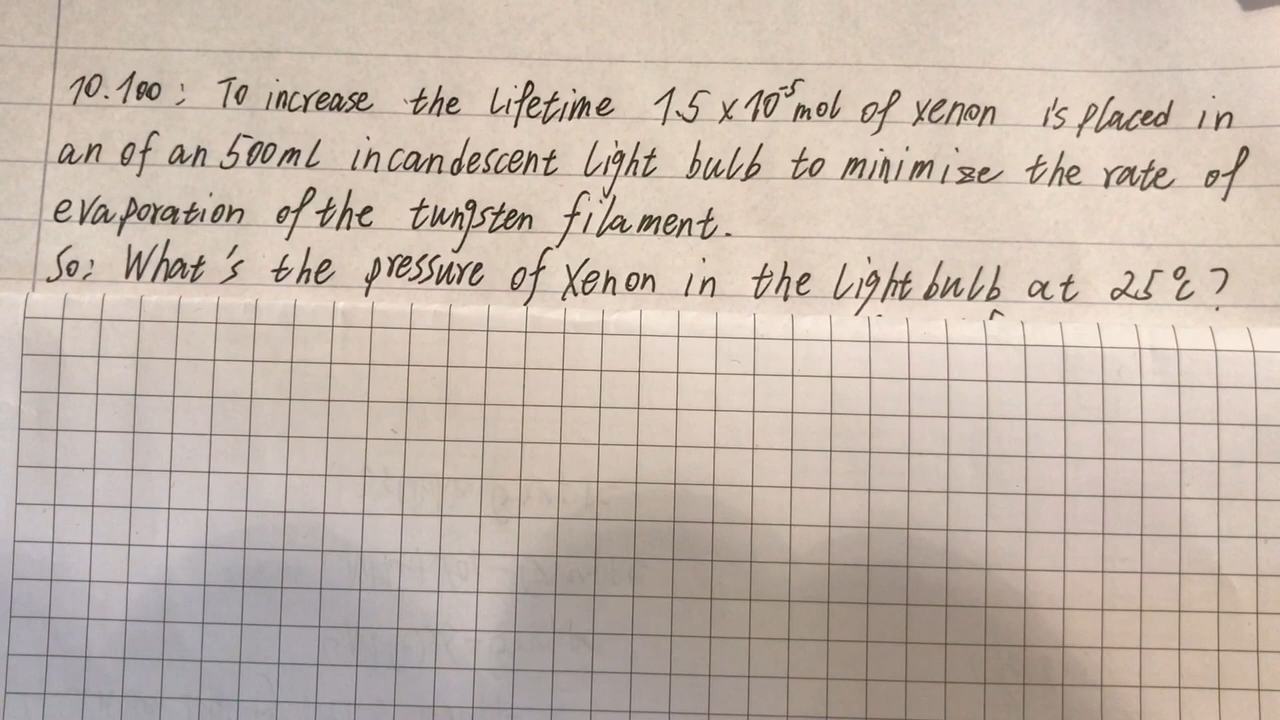 10.100: To increase the lifetime 1.5 x 10⁻⁵ mol of xenon is placed in
an of an 500ml incandescent light bulb to minimize the rate of
evaporation of the tungsten filament.
So: What's the pressure of Xenon in the light bulb at 25°C?